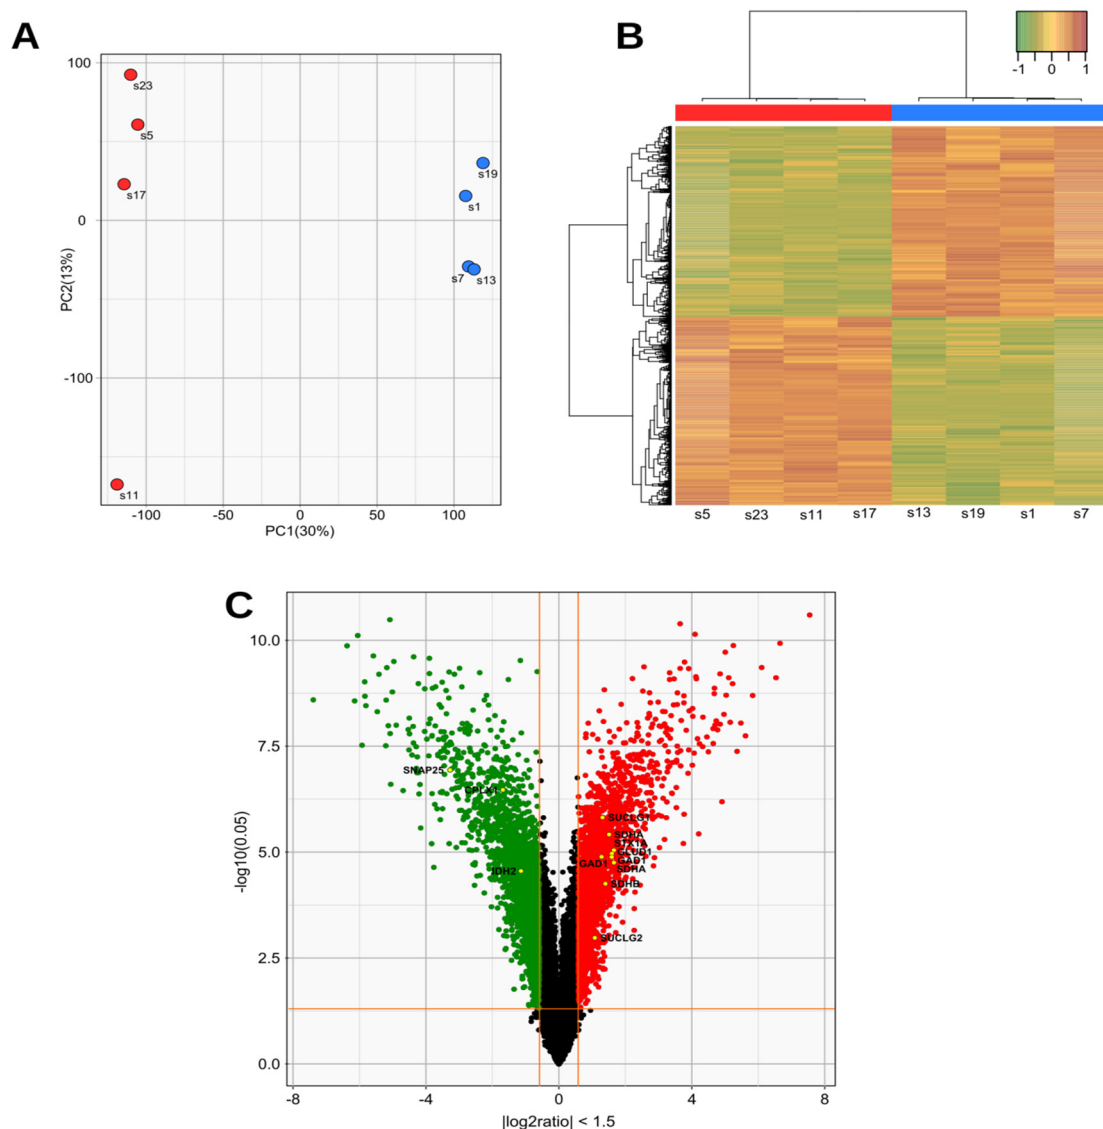 A
100
0
-100
PC2(13%)
s23
s5
s17
s11
s19
s1
s7
s13
-100
-50
0
50
100
PC1(30%)
B
-1
0
1
s5
s23
s11
s17
s13
s19
s1
s7
C
10.0
7.5
5.0
2.5
0.0
-log10(0.05)
SNAP25
CPLX1
IDH2
SUCLG1
SDHA
STX1A
GLUD1
GAD1
GAD1
SDHA
SDHB
SUCLG2
-8
-4
0
4
8
|log2ratio| < 1.5